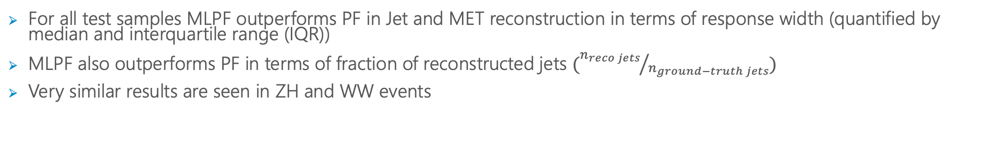 ➢ For all test samples MLPF outperforms PF in Jet and MET reconstruction in terms of response width (quantified by
median and interquartile range (IQR))
➢ MLPF also outperforms PF in terms of fraction of reconstructed jets (n_{reco jets}/n_{ground−truth jets})
➢ Very similar results are seen in ZH and WW events